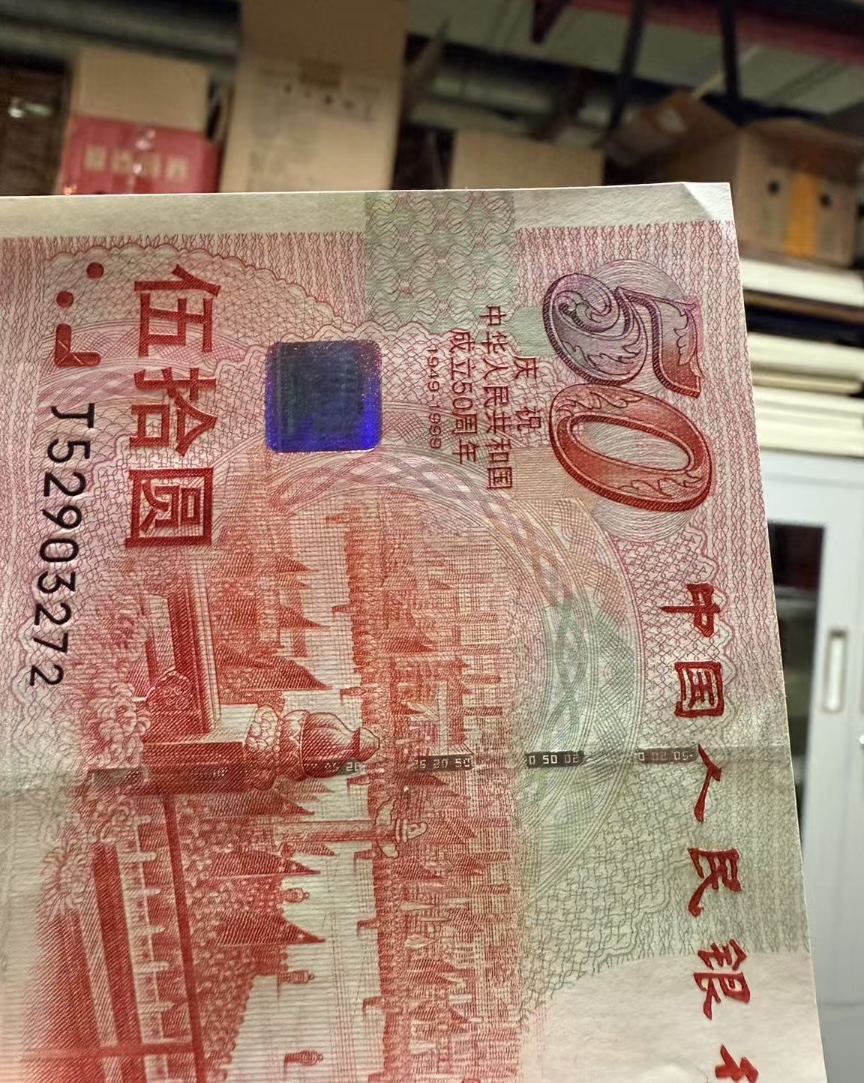 中国人民银
50
庆祝
中华人民共和国
成立50周年
1949-1999
伍拾圆
J52903272